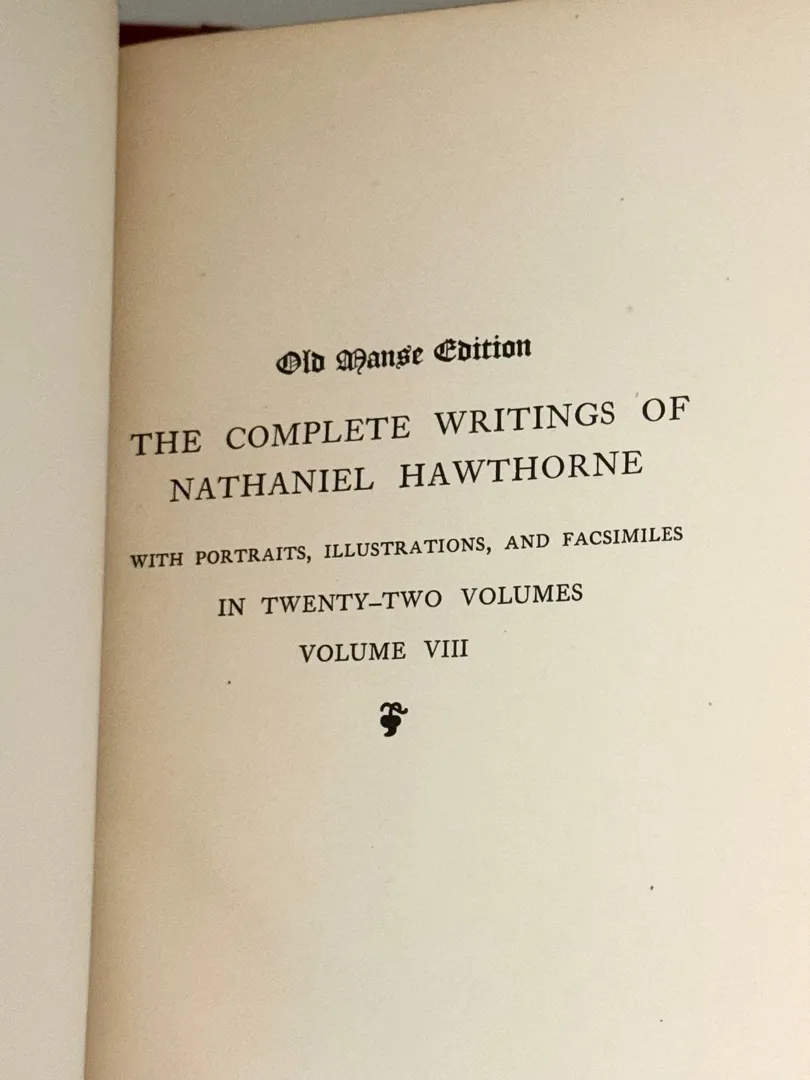 Old Manse Edition
THE COMPLETE WRITINGS OF
NATHANIEL HAWTHORNE
WITH PORTRAITS, ILLUSTRATIONS, AND FACSIMILES
IN TWENTY-TWO VOLUMES
VOLUME VIII